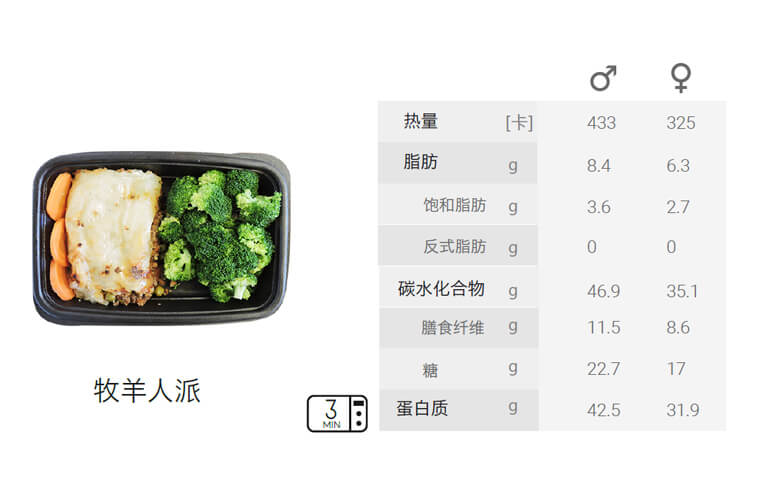 ♂ ♀
热量 [卡] 433 325
脂肪 g 8.4 6.3
饱和脂肪 g 3.6 2.7
反式脂肪 g 0 0
碳水化合物 g 46.9 35.1
膳食纤维 g 11.5 8.6
糖 g 22.7 17
蛋白质 g 42.5 31.9
牧羊人派
3
MIN